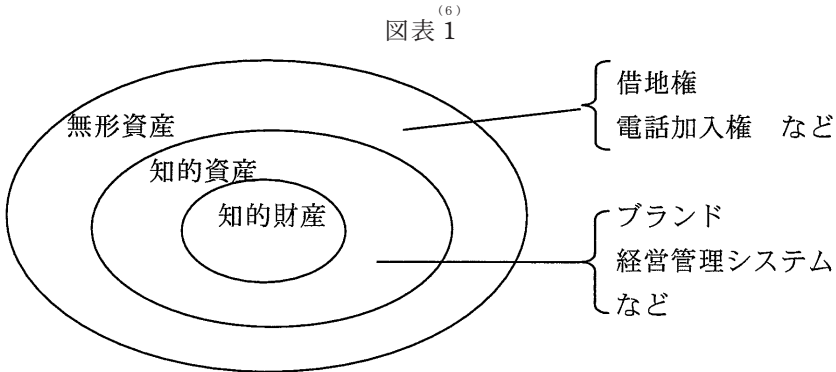 (6)
図表1
無形資産
知的資産
知的財産
借地権
電話加入権　など
ブランド
経営管理システム
など